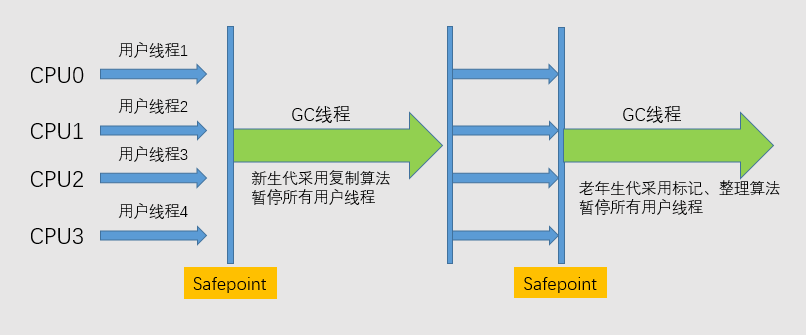 用户线程1
CPU0
用户线程2
CPU1
用户线程3
CPU2
用户线程4
CPU3
GC线程
新生代采用复制算法
暂停所有用户线程
Safepoint
GC线程
老年生代采用标记、整理算法
暂停所有用户线程
Safepoint